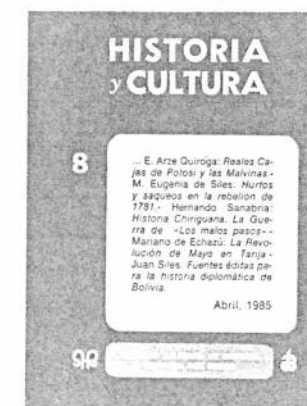 HISTORIA
y CULTURA
8
... E. Arze Quiroga: Reales Ca-
jas de Potosí y las Malvinas.-
M. Eugenia de Siles: Hurtos
y saqueos en la rebelión de
1781.- Hernando Sanabria:
Historia Chiriguana. La Gue-
rra de «Los malos pasos».-
Mariano de Echazú: La Revo-
lución de Mayo en Tarija.-
Juan Siles: Fuentes éditas pa-
ra la historia diplomática de
Bolivia.
Abril, 1985